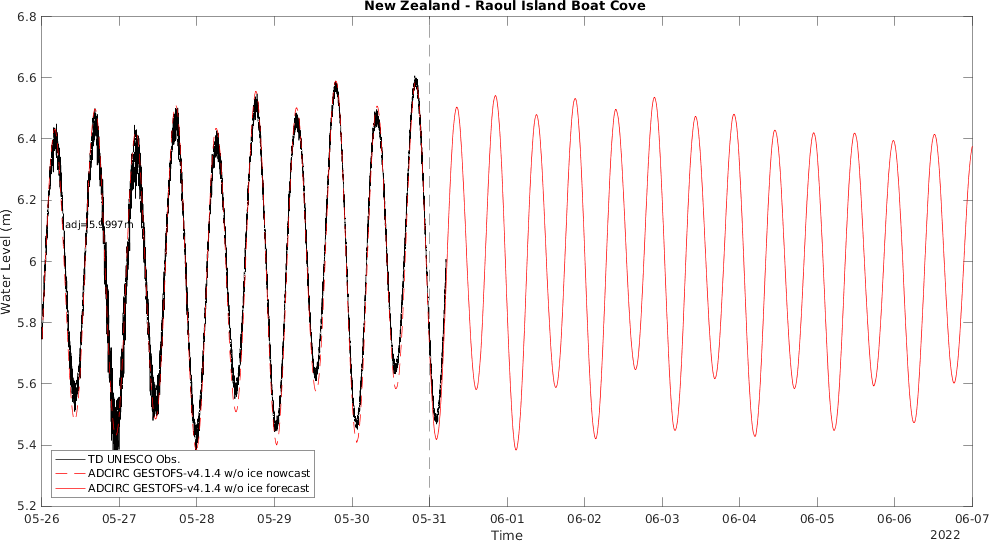 New Zealand - Raoul Island Boat Cove
6.8
6.6
6.4
6.2
6
5.8
5.6
5.4
5.2
Water Level (m)
adj=5.9997m
TD UNESCO Obs.
ADCIRC GESTOFS-v4.1.4 w/o ice nowcast
ADCIRC GESTOFS-v4.1.4 w/o ice forecast
05-26 05-27 05-28 05-29 05-30 05-31 06-01 06-02 06-03 06-04 06-05 06-06 06-07
Time
2022